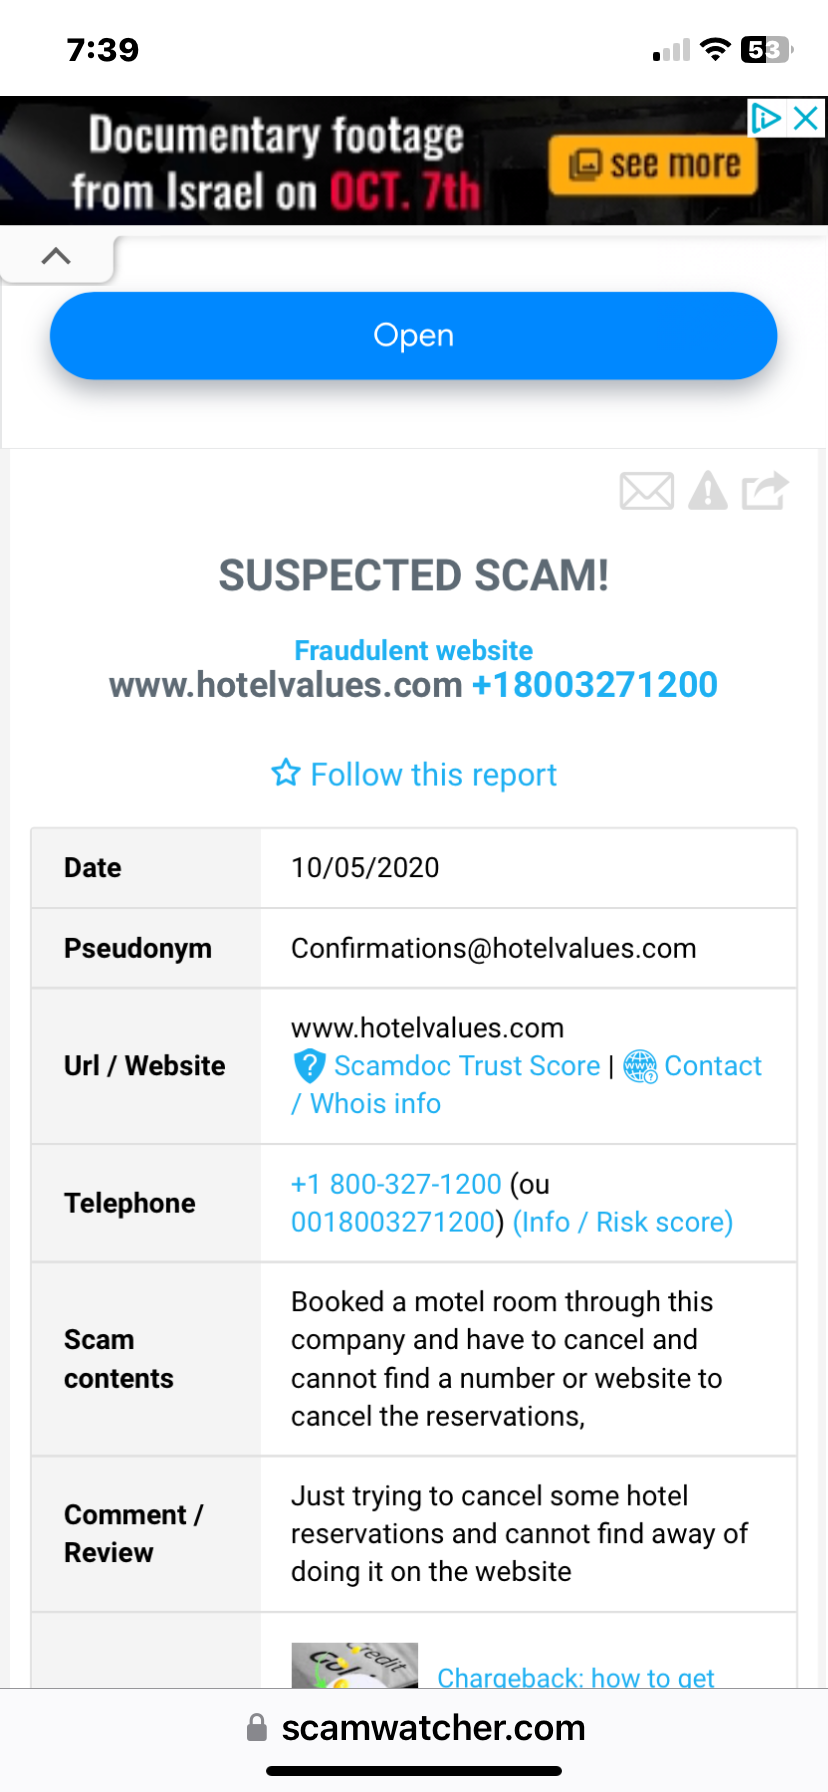 7:39
53
Documentary footage
from Israel on OCT. 7th
see more
Open
SUSPECTED SCAM!
Fraudulent website
www.hotelvalues.com +18003271200
Follow this report
Date
10/05/2020
Pseudonym
Confirmations@hotelvalues.com
Url / Website
www.hotelvalues.com
Scamdoc Trust Score | Contact
/ Whois info
Telephone
+1 800-327-1200 (ou
0018003271200) (Info / Risk score)
Scam
contents
Booked a motel room through this
company and have to cancel and
cannot find a number or website to
cancel the reservations,
Comment /
Review
Just trying to cancel some hotel
reservations and cannot find away of
doing it on the website
Chargeback: how to get
scamwatcher.com